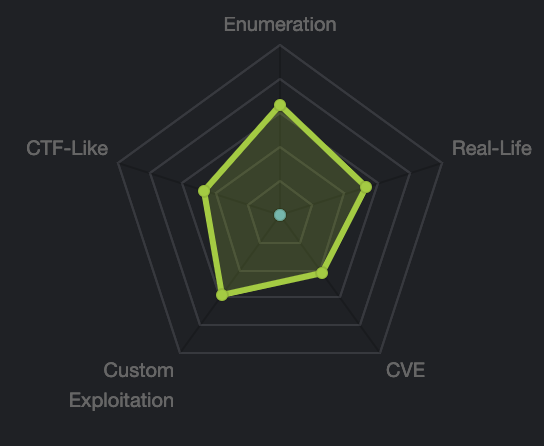 Enumeration
CTF-Like
Real-Life
Custom
Exploitation
CVE